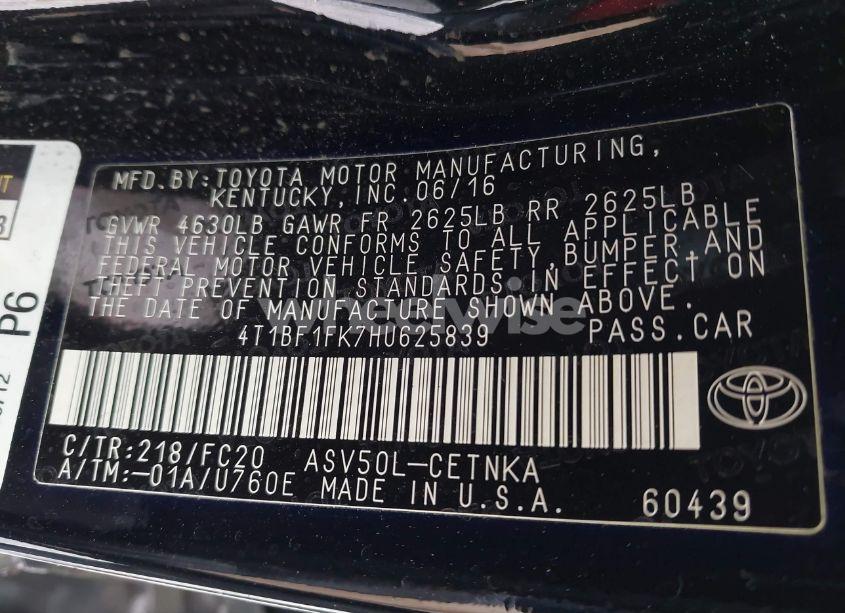 MFD.BY:TOYOTA MOTOR MANUFACTURING,
KENTUCKY,INC.06/16
GVWR 4630LB GAWR FR 2625LB RR 2625LB
THIS VEHICLE CONFORMS TO ALL APPLICABLE
FEDERAL MOTOR VEHICLE SAFETY,BUMPER,AND
THEFT PREVENTION STANDARDS IN EFFECT ON
THE DATE OF MANUFACTURE SHOWN ABOVE.
4T1BF1FK7HU625839 PASS.CAR
C/TR:218/FC20 ASV50L-CETNKA
A/TM:-01A/U760E MADE IN U.S.A. 60439
P6
wheelwise